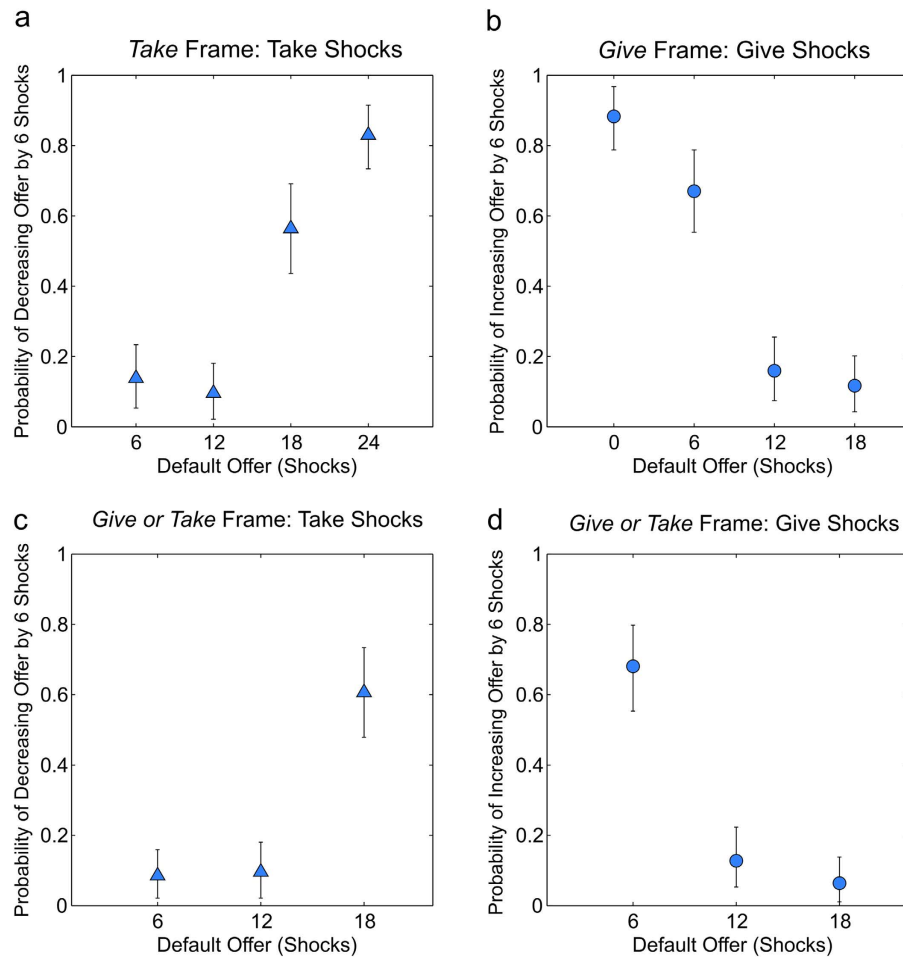 a
Take Frame: Take Shocks
Probability of Decreasing Offer by 6 Shocks
1
0.8
0.6
0.4
0.2
0
6 12 18 24
Default Offer (Shocks)
b
Give Frame: Give Shocks
Probability of Increasing Offer by 6 Shocks
1
0.8
0.6
0.4
0.2
0
0 6 12 18
Default Offer (Shocks)
c
Give or Take Frame: Take Shocks
Probability of Decreasing Offer by 6 Shocks
1
0.8
0.6
0.4
0.2
0
6 12 18
Default Offer (Shocks)
d
Give or Take Frame: Give Shocks
Probability of Increasing Offer by 6 Shocks
1
0.8
0.6
0.4
0.2
0
6 12 18
Default Offer (Shocks)